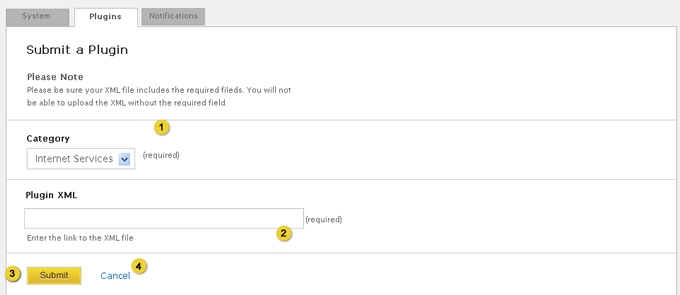 System Plugins Notifications
Submit a Plugin
Please Note
Please be sure your XML file includes the required fileds. You will not
be able to upload the XML without the required field.
1
Category
Internet Services (required)
Plugin XML
(required)
2
Enter the link to the XML file
3 Submit Cancel 4